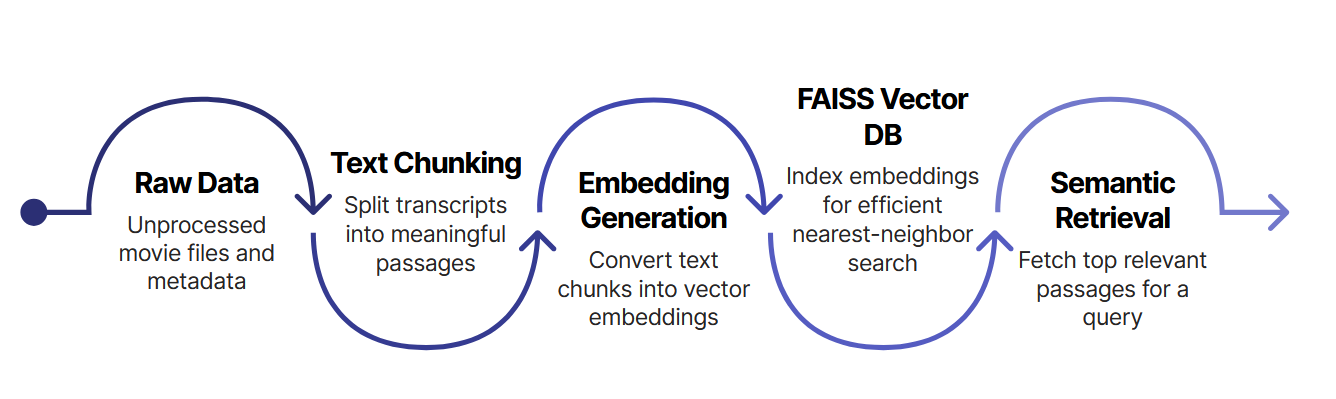 Raw Data
Unprocessed
movie files and
metadata
Text Chunking
Split transcripts
into meaningful
passages
Embedding
Generation
Convert text
chunks into vector
embeddings
FAISS Vector
DB
Index embeddings
for efficient
nearest-neighbor
search
Semantic
Retrieval
Fetch top relevant
passages for a
query